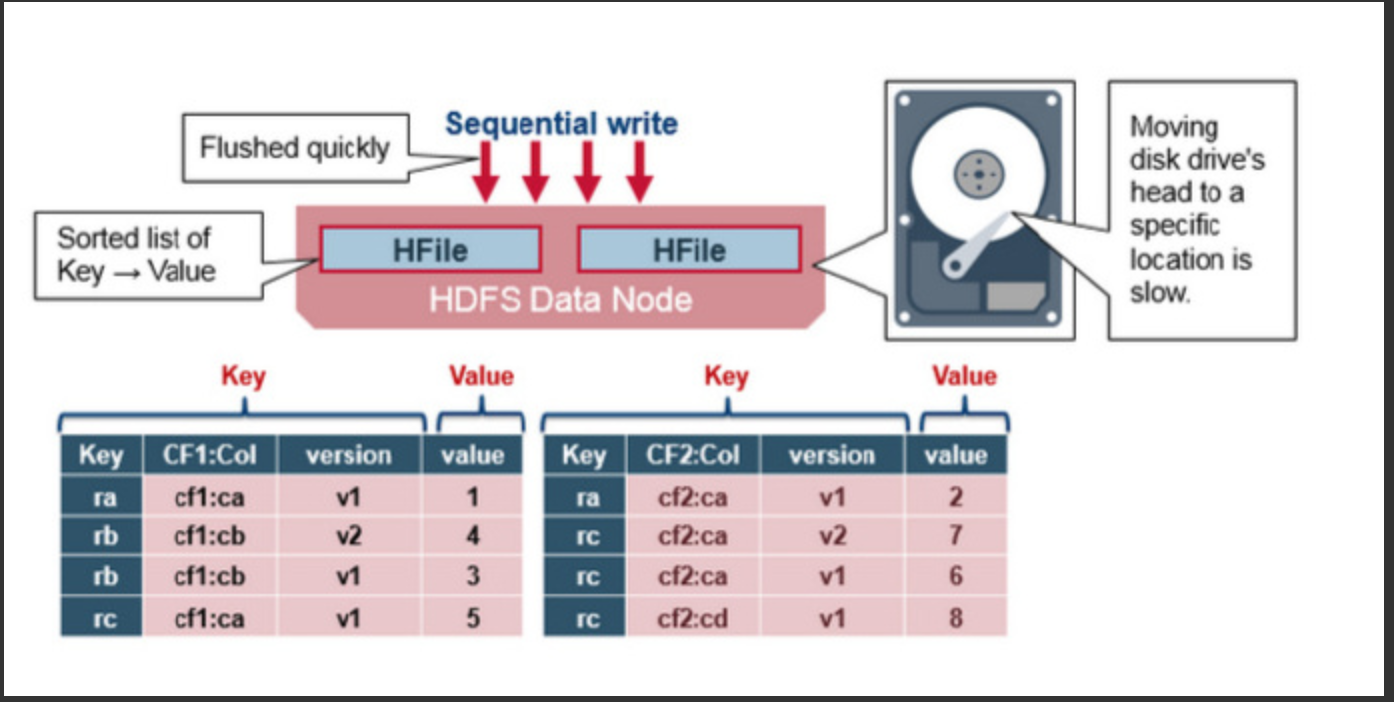 Sequential write
Flushed quickly
Sorted list of
Key → Value
HFile HFile
HDFS Data Node
Moving
disk drive's
head to a
specific
location is
slow.
Key Value Key Value
Key CF1:Col version value Key CF2:Col version value
ra cf1:ca v1 1 ra cf2:ca v1 2
rb cf1:cb v2 4 rc cf2:ca v2 7
rb cf1:cb v1 3 rc cf2:ca v1 6
rc cf1:ca v1 5 rc cf2:cd v1 8